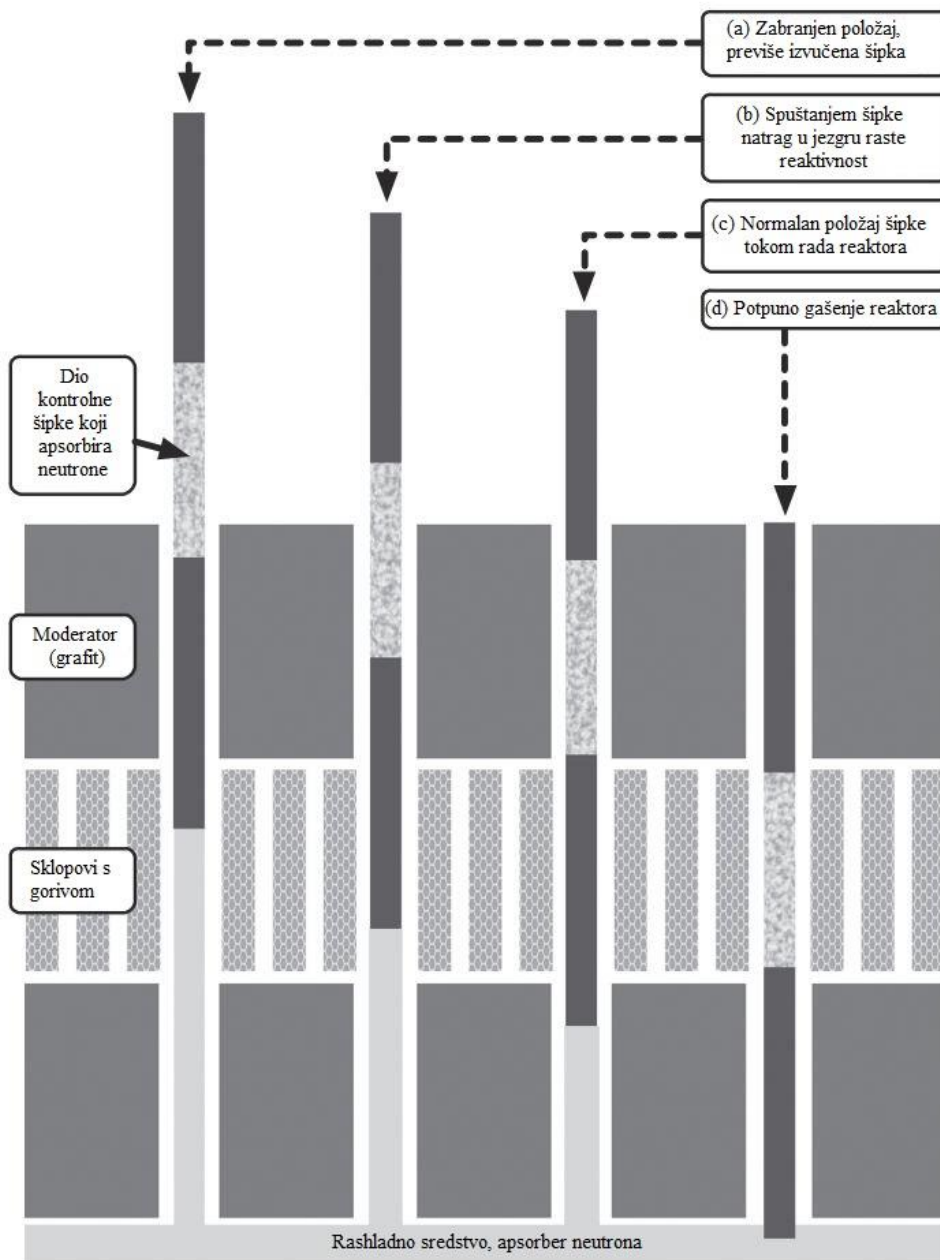 (a) Zabranjen položaj,
previše izvučena šipka
(b) Spuštanjem šipke
natrag u jezgru raste
reaktivnost
(c) Normalan položaj šipke
tokom rada reaktora
(d) Potpuno gašenje reaktora
Dio
kontrolne
šipke koji
apsorbira
neutrone
Moderator
(grafit)
Sklopovi s
gorivom
Rashladno sredstvo, apsorber neutrona